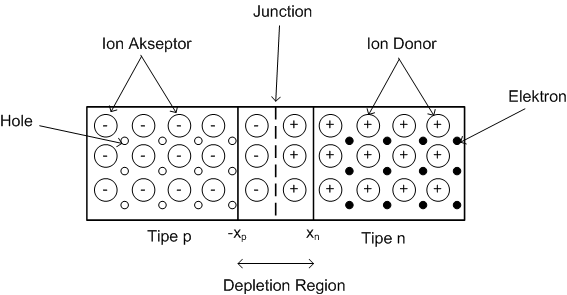 Junction
Ion Akseptor
Ion Donor
Elektron
Hole
- - - - - + + + + +
- - - - - + + + + +
- - - - - + + + + +
Tipe p
-xp
xn
Tipe n
Depletion Region